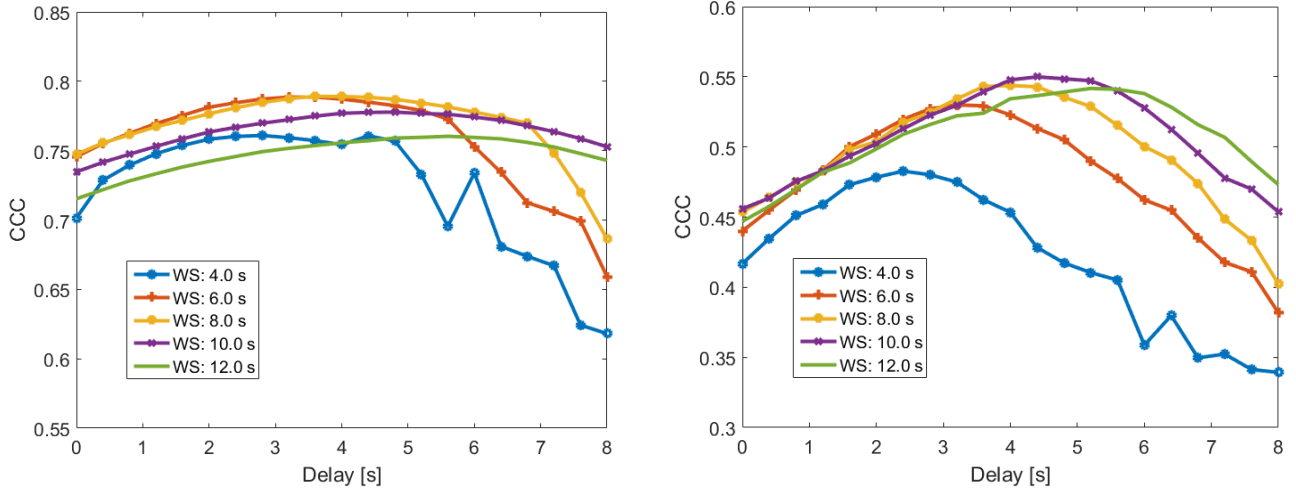 0.85
0.8
0.75
0.7
0.65
0.6
0.55
CCC
WS: 4.0 s
WS: 6.0 s
WS: 8.0 s
WS: 10.0 s
WS: 12.0 s
0 1 2 3 4 5 6 7 8
Delay [s]
0.6
0.55
0.5
0.45
0.4
0.35
0.3
CCC
WS: 4.0 s
WS: 6.0 s
WS: 8.0 s
WS: 10.0 s
WS: 12.0 s
0 1 2 3 4 5 6 7 8
Delay [s]